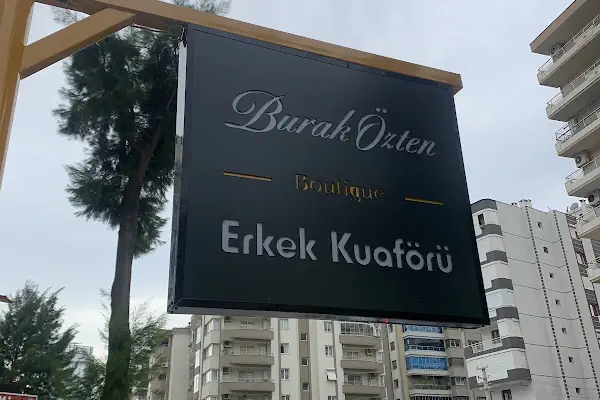 Burak Özten
Boutique
Erkek Kuaförü